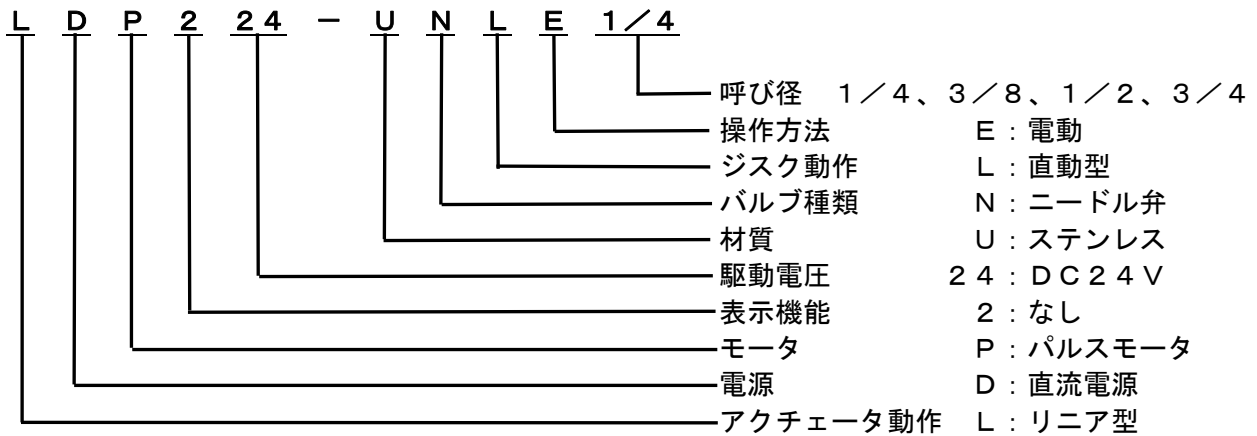 ＬＤＰ２２４－ＵＮＬＥ１／４
呼び径　１／４、３／８、１／２、３／４
操作方法　Ｅ：電動
ジスク動作　Ｌ：直動型
バルブ種類　Ｎ：ニードル弁
材質　Ｕ：ステンレス
駆動電圧　２４：ＤＣ２４Ｖ
表示機能　２：なし
モータ　Ｐ：パルスモータ
電源　Ｄ：直流電源
アクチェータ動作　Ｌ：リニア型